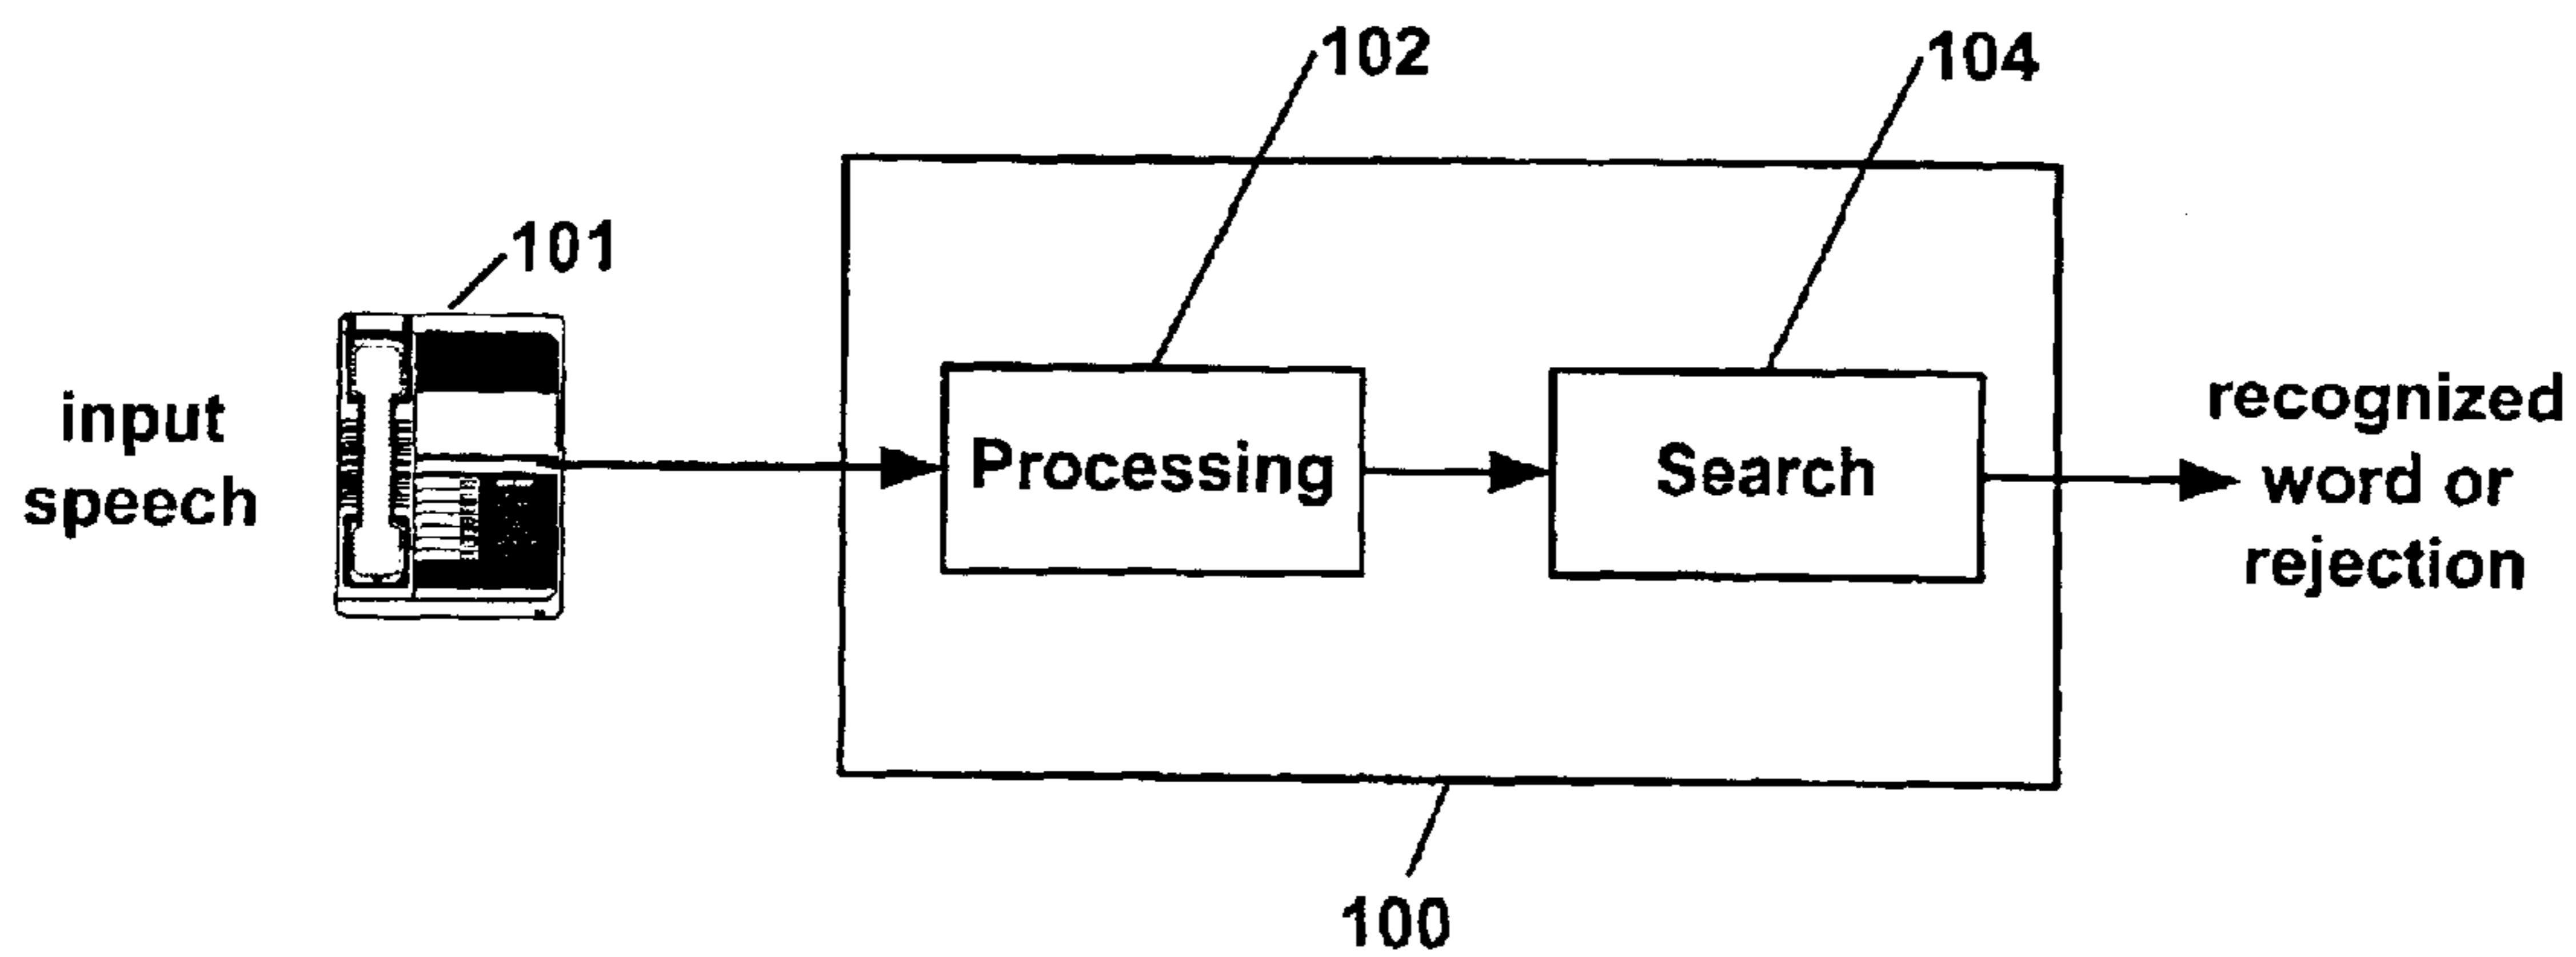 102
104
101
input
speech
Processing
Search
recognized
word or
rejection
100